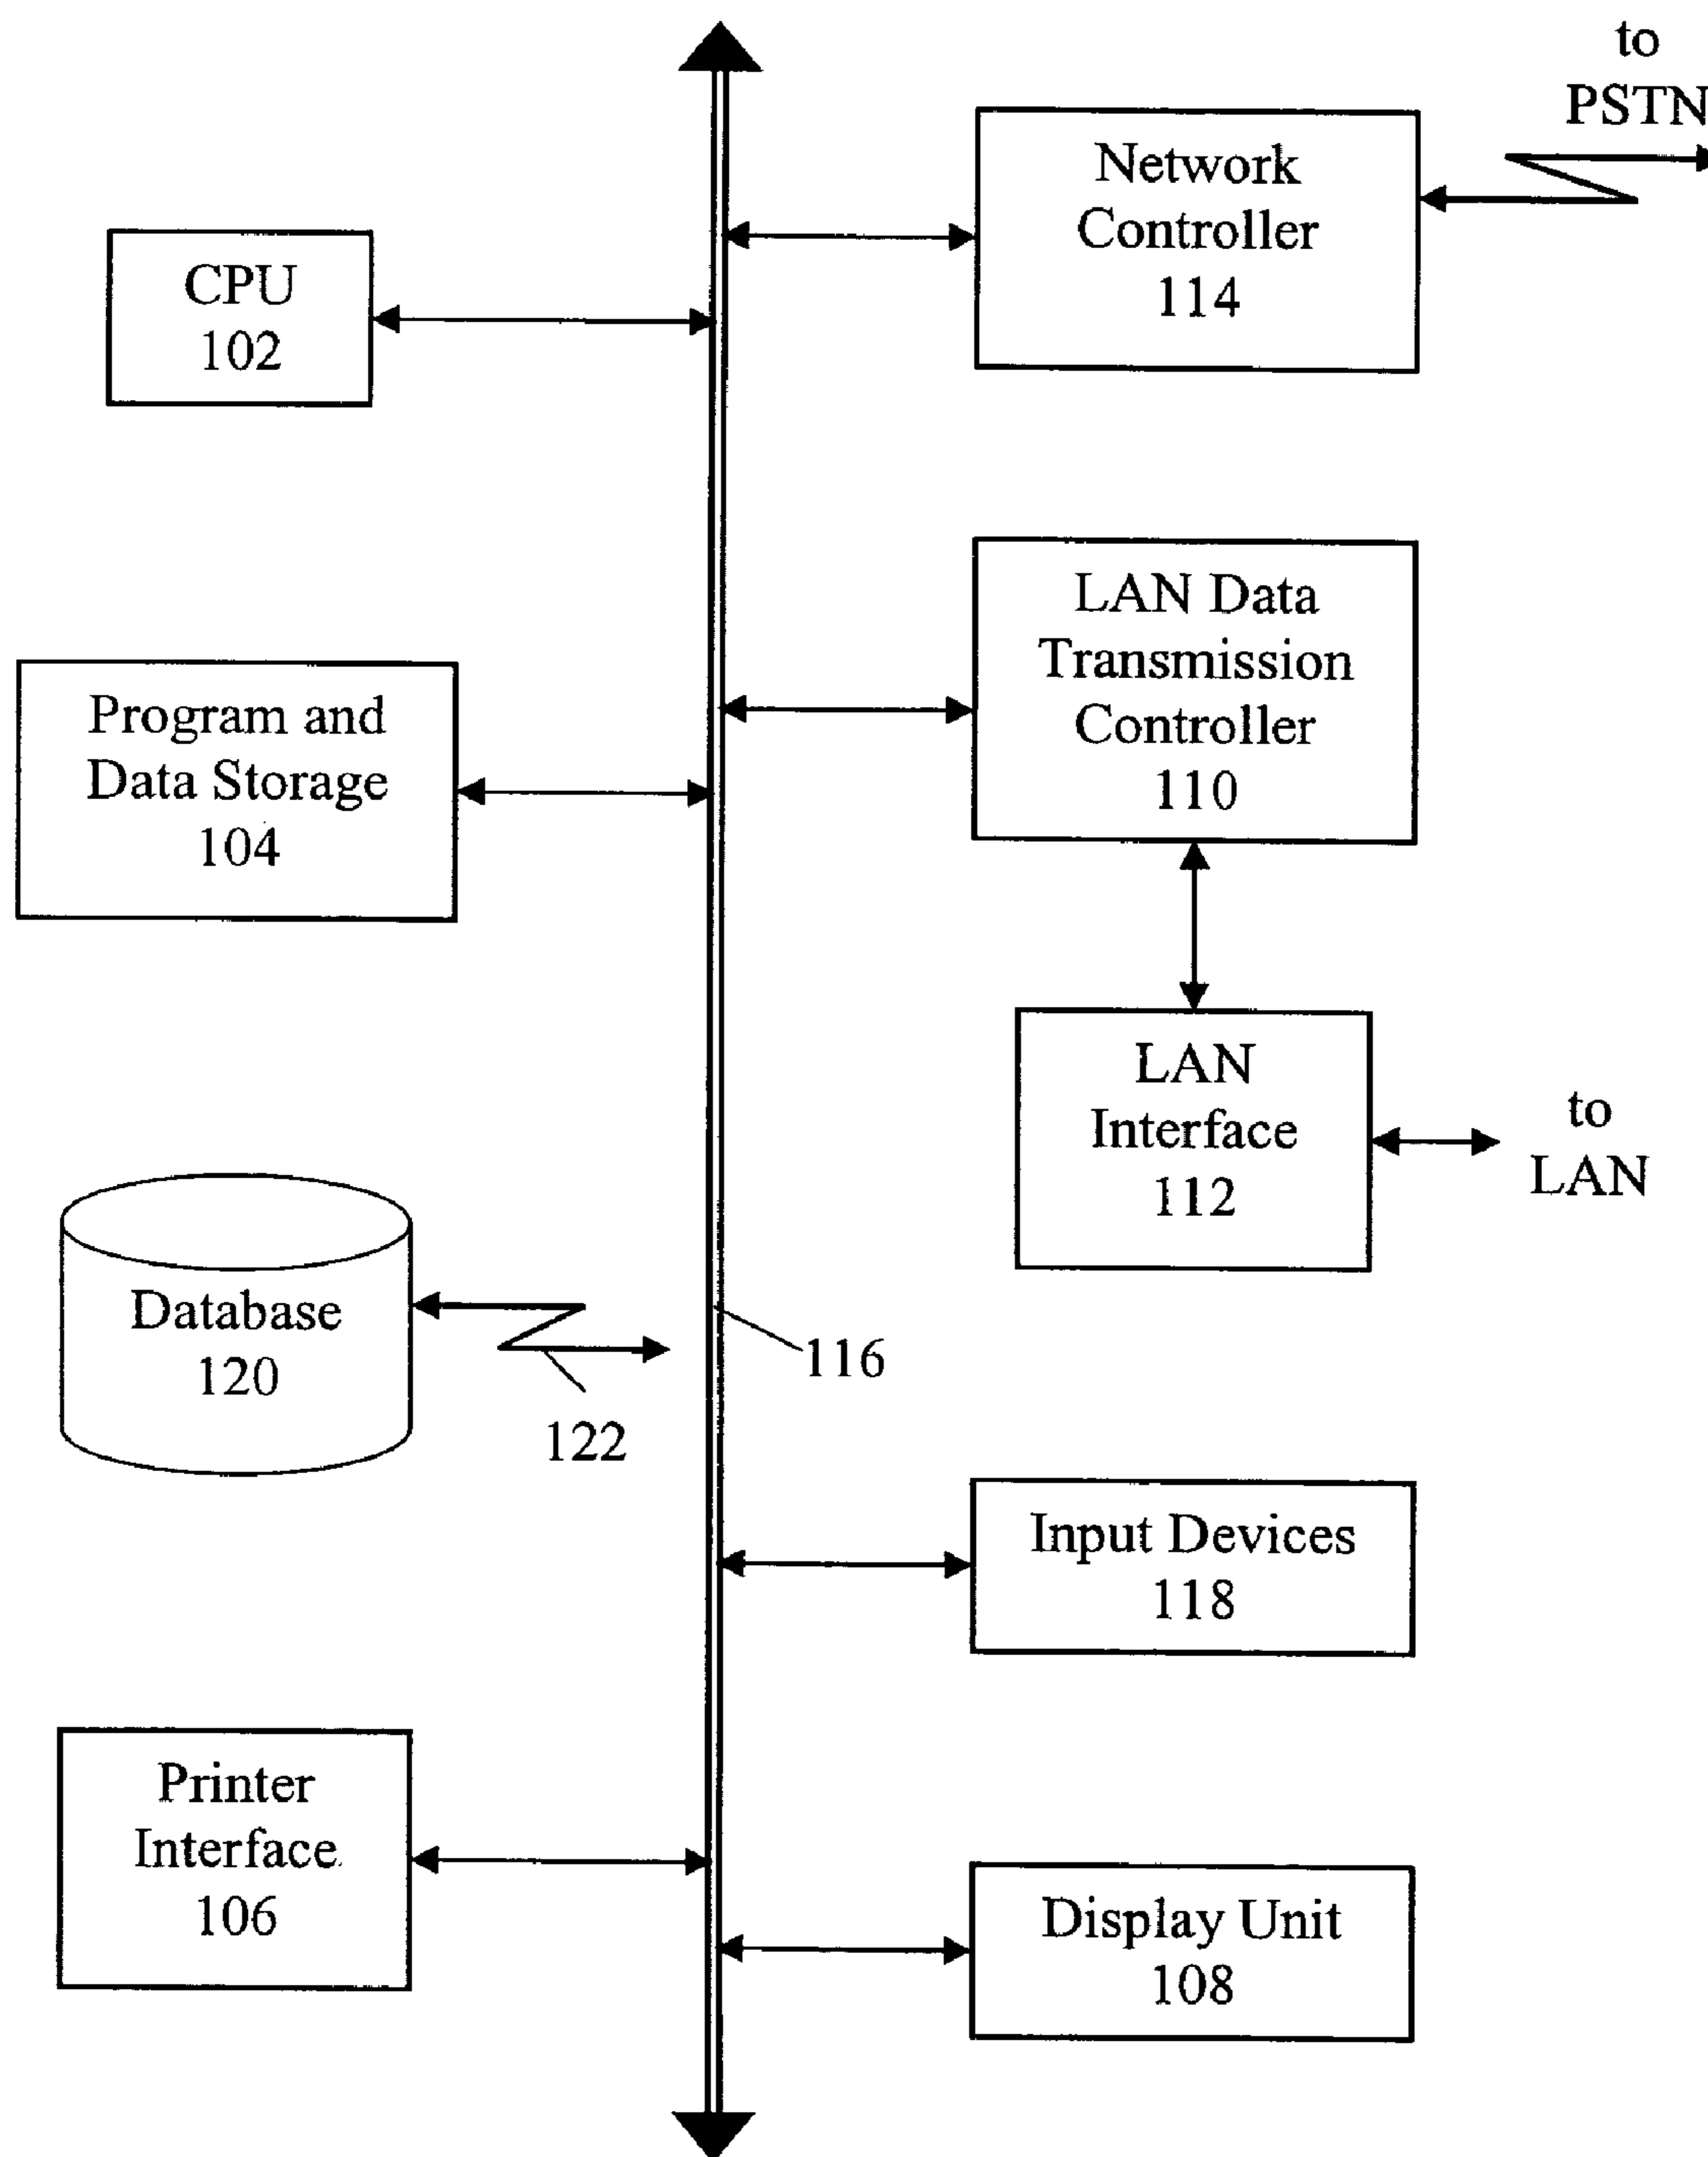 to
PSTN
Network
Controller
114
CPU
102
LAN Data
Transmission
Controller
110
Program and
Data Storage
104
LAN
Interface
112
to
LAN
Database
120
116
122
Input Devices
118
Printer
Interface
106
Display Unit
108